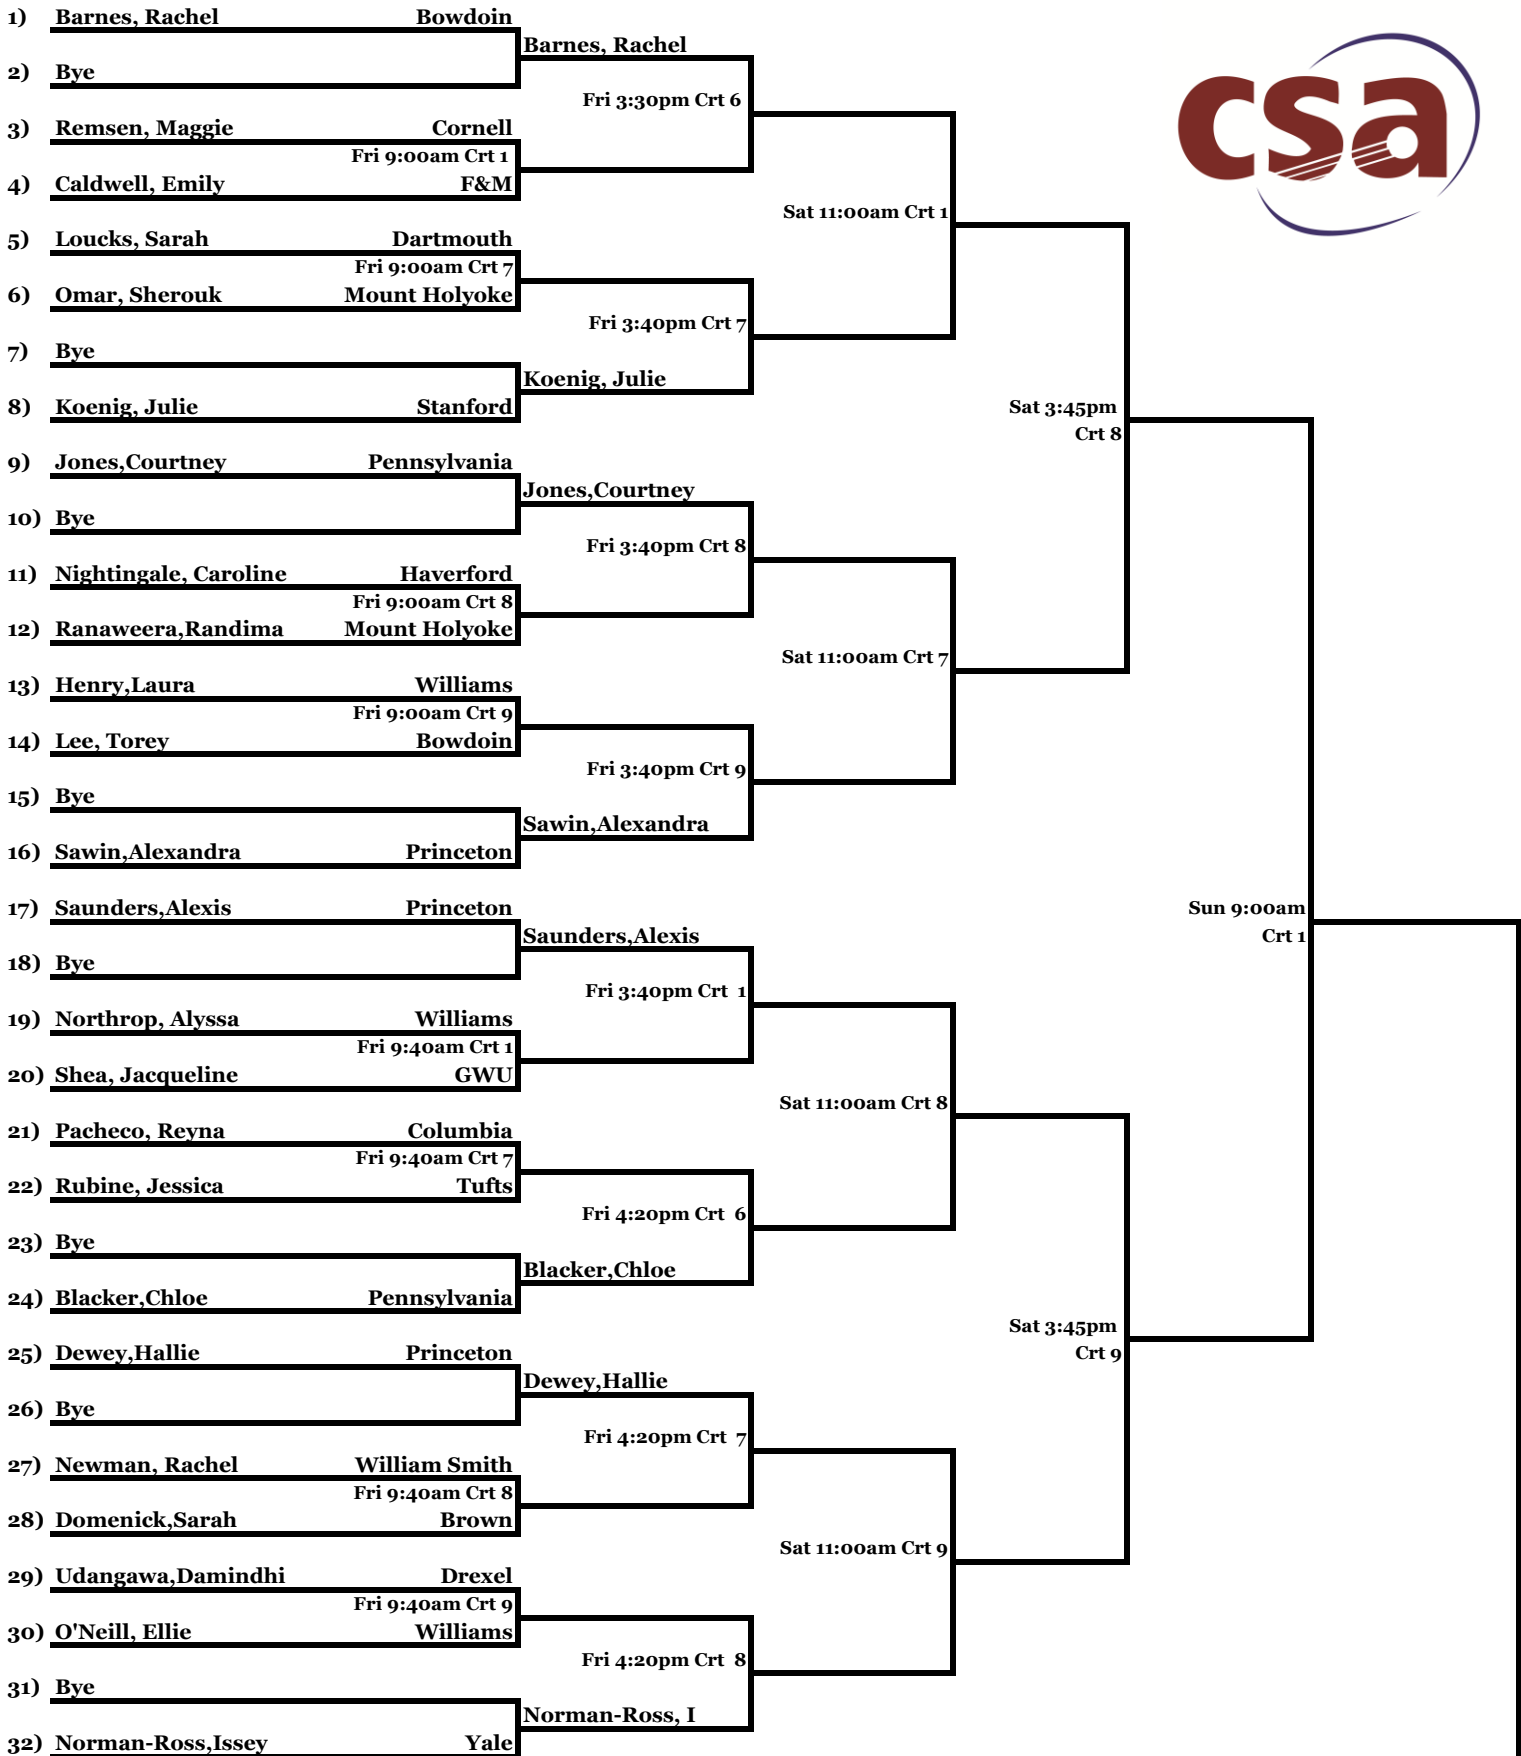 1) Barnes, Rachel Bowdoin
Barnes, Rachel
2) Bye
Fri 3:30pm Crt 6
csa
3) Remsen, Maggie Cornell
Fri 9:00am Crt 1
4) Caldwell, Emily F&M
Sat 11:00am Crt 1
5) Loucks, Sarah Dartmouth
Fri 9:00am Crt 7
6) Omar, Sherouk Mount Holyoke
Fri 3:40pm Crt 7
7) Bye
Koenig, Julie
8) Koenig, Julie Stanford
Sat 3:45pm
Crt 8
9) Jones,Courtney Pennsylvania
Jones,Courtney
10) Bye
Fri 3:40pm Crt 8
11) Nightingale, Caroline Haverford
Fri 9:00am Crt 8
12) Ranaweera,Randima Mount Holyoke
Sat 11:00am Crt 7
13) Henry,Laura Williams
Fri 9:00am Crt 9
14) Lee, Torey Bowdoin
Fri 3:40pm Crt 9
15) Bye
Sawin,Alexandra
16) Sawin,Alexandra Princeton
17) Saunders,Alexis Princeton
Sun 9:00am
Crt 1
Saunders,Alexis
18) Bye
Fri 3:40pm Crt 1
19) Northrop, Alyssa Williams
Fri 9:40am Crt 1
20) Shea, Jacqueline GWU
Sat 11:00am Crt 8
21) Pacheco, Reyna Columbia
Fri 9:40am Crt 7
22) Rubine, Jessica Tufts
Fri 4:20pm Crt 6
23) Bye
Blacker,Chloe
24) Blacker,Chloe Pennsylvania
Sat 3:45pm
Crt 9
25) Dewey,Hallie Princeton
Dewey,Hallie
26) Bye
Fri 4:20pm Crt 7
27) Newman, Rachel William Smith
Fri 9:40am Crt 8
28) Domenick,Sarah Brown
Sat 11:00am Crt 9
29) Udangawa,Damindhi Drexel
Fri 9:40am Crt 9
30) O'Neill, Ellie Williams
Fri 4:20pm Crt 8
31) Bye
Norman-Ross, I
32) Norman-Ross,Issey Yale